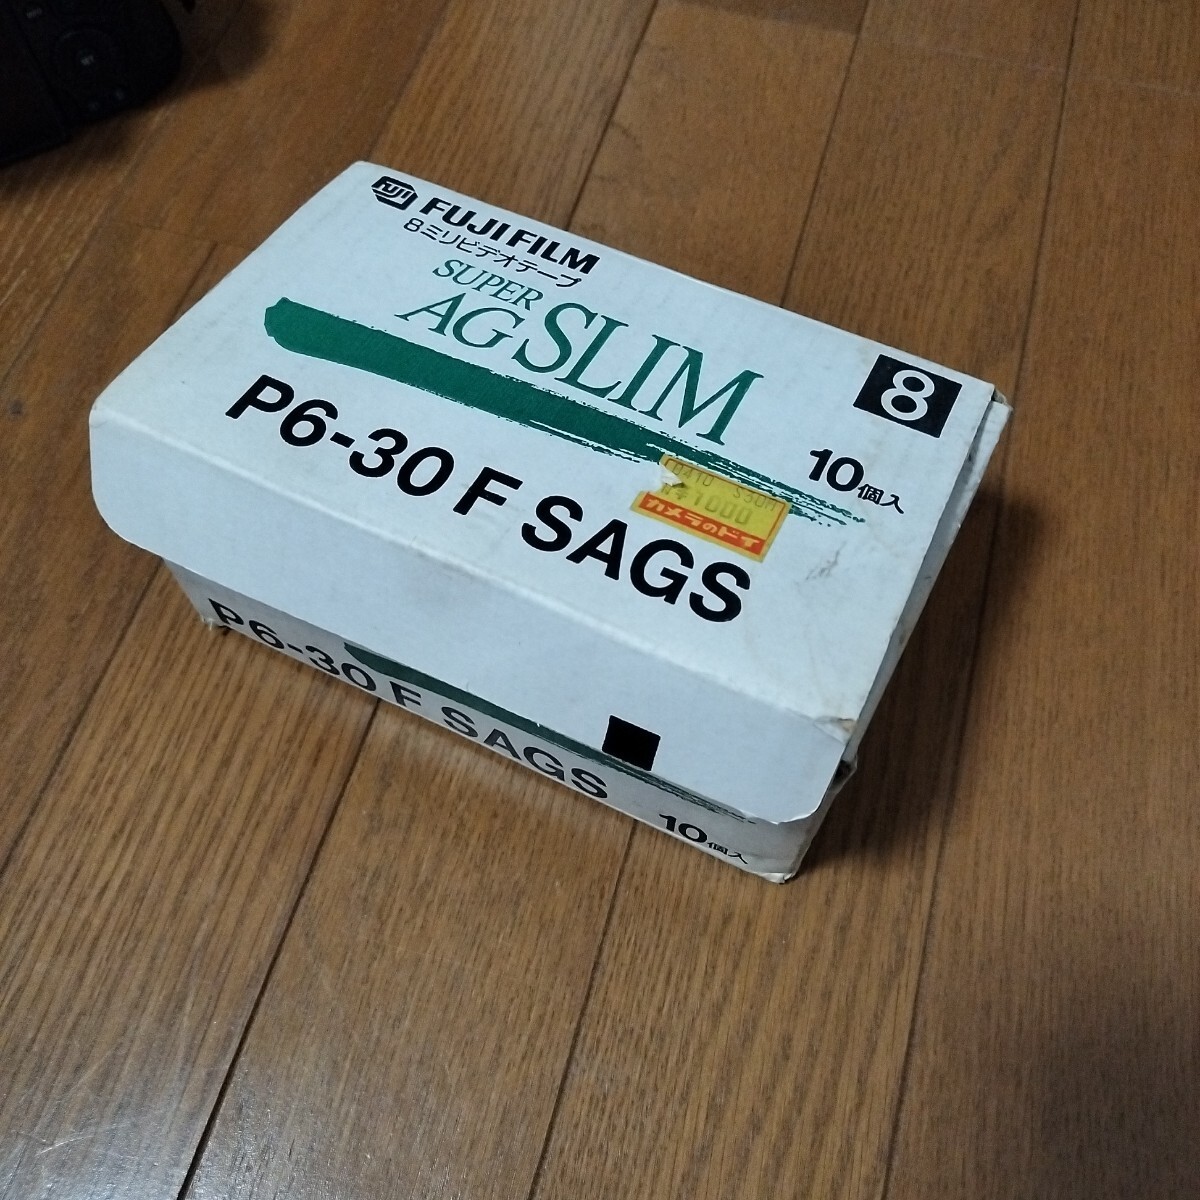 FUJI FUJIFILM
8ミリビデオテープ
SUPER
AG SLIM
8
P6-30 F SAGS
10個入
¥1000
カメラのドイ
P6-30 F SAGS
10個入